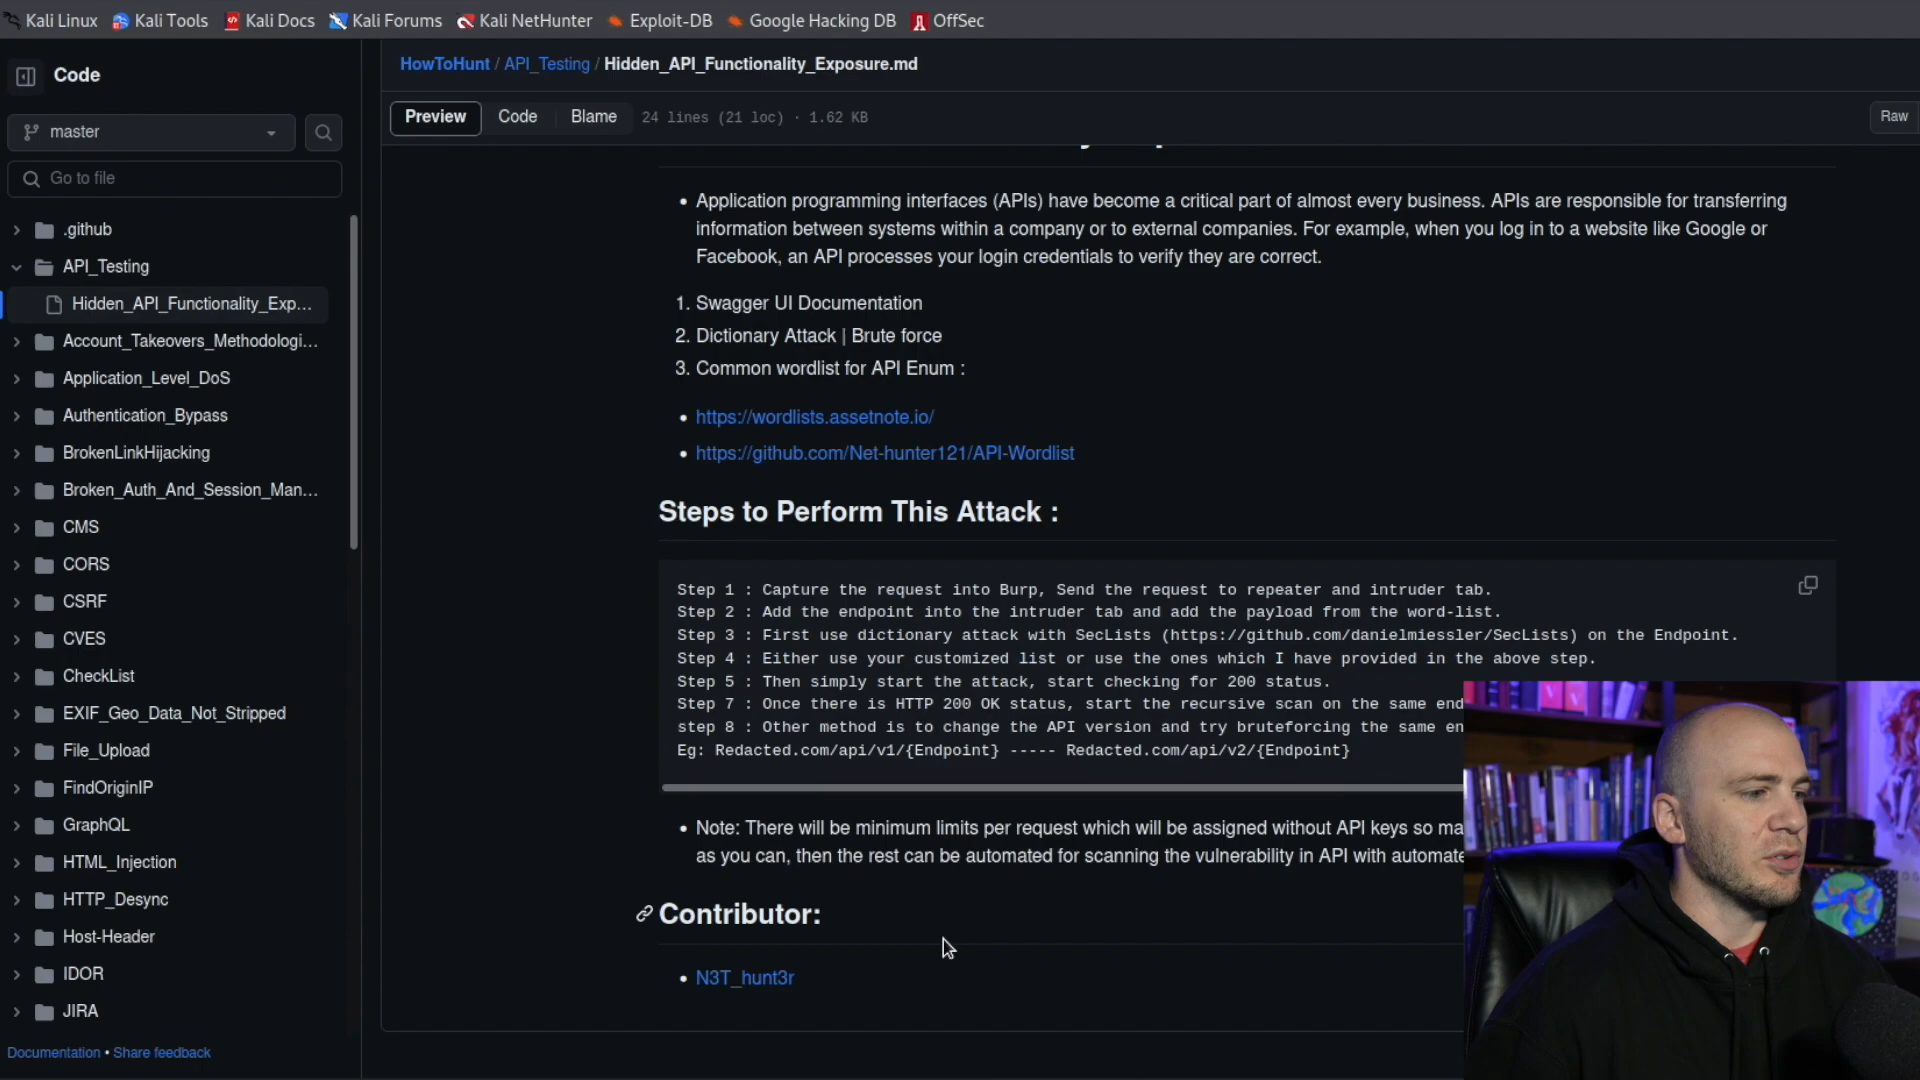 Kali Linux Kali Tools Kali Docs Kali Forums Kali NetHunter Exploit-DB Google Hacking DB OffSec
Code
master
Go to file
.github
API_Testing
Hidden_API_Functionality_Exp...
Account_Takeovers_Methodologi...
Application_Level_DoS
Authentication_Bypass
BrokenLinkHijacking
Broken_Auth_And_Session_Man...
CMS
CORS
CSRF
CVES
CheckList
EXIF_Geo_Data_Not_Stripped
File_Upload
FindOriginIP
GraphQL
HTML_Injection
HTTP_Desync
Host-Header
IDOR
JIRA
Documentation • Share feedback
HowToHunt / API_Testing / Hidden_API_Functionality_Exposure.md
Preview Code Blame 24 lines (21 loc) · 1.62 KB Raw
• Application programming interfaces (APIs) have become a critical part of almost every business. APIs are responsible for transferring
information between systems within a company or to external companies. For example, when you log in to a website like Google or
Facebook, an API processes your login credentials to verify they are correct.
1. Swagger UI Documentation
2. Dictionary Attack | Brute force
3. Common wordlist for API Enum :
• https://wordlists.assetnote.io/
• https://github.com/Net-hunter121/API-Wordlist
Steps to Perform This Attack :
Step 1 : Capture the request into Burp, Send the request to repeater and intruder tab.
Step 2 : Add the endpoint into the intruder tab and add the payload from the word-list.
Step 3 : First use dictionary attack with SecLists (https://github.com/danielmiessler/SecLists) on the Endpoint.
Step 4 : Either use your customized list or use the ones which I have provided in the above step.
Step 5 : Then simply start the attack, start checking for 200 status.
Step 7 : Once there is HTTP 200 OK status, start the recursive scan on the same end
step 8 : Other method is to change the API version and try bruteforcing the same en
Eg: Redacted.com/api/v1/{Endpoint} ----- Redacted.com/api/v2/{Endpoint}
• Note: There will be minimum limits per request which will be assigned without API keys so ma
as you can, then the rest can be automated for scanning the vulnerability in API with automate
Contributor:
• N3T_hunt3r